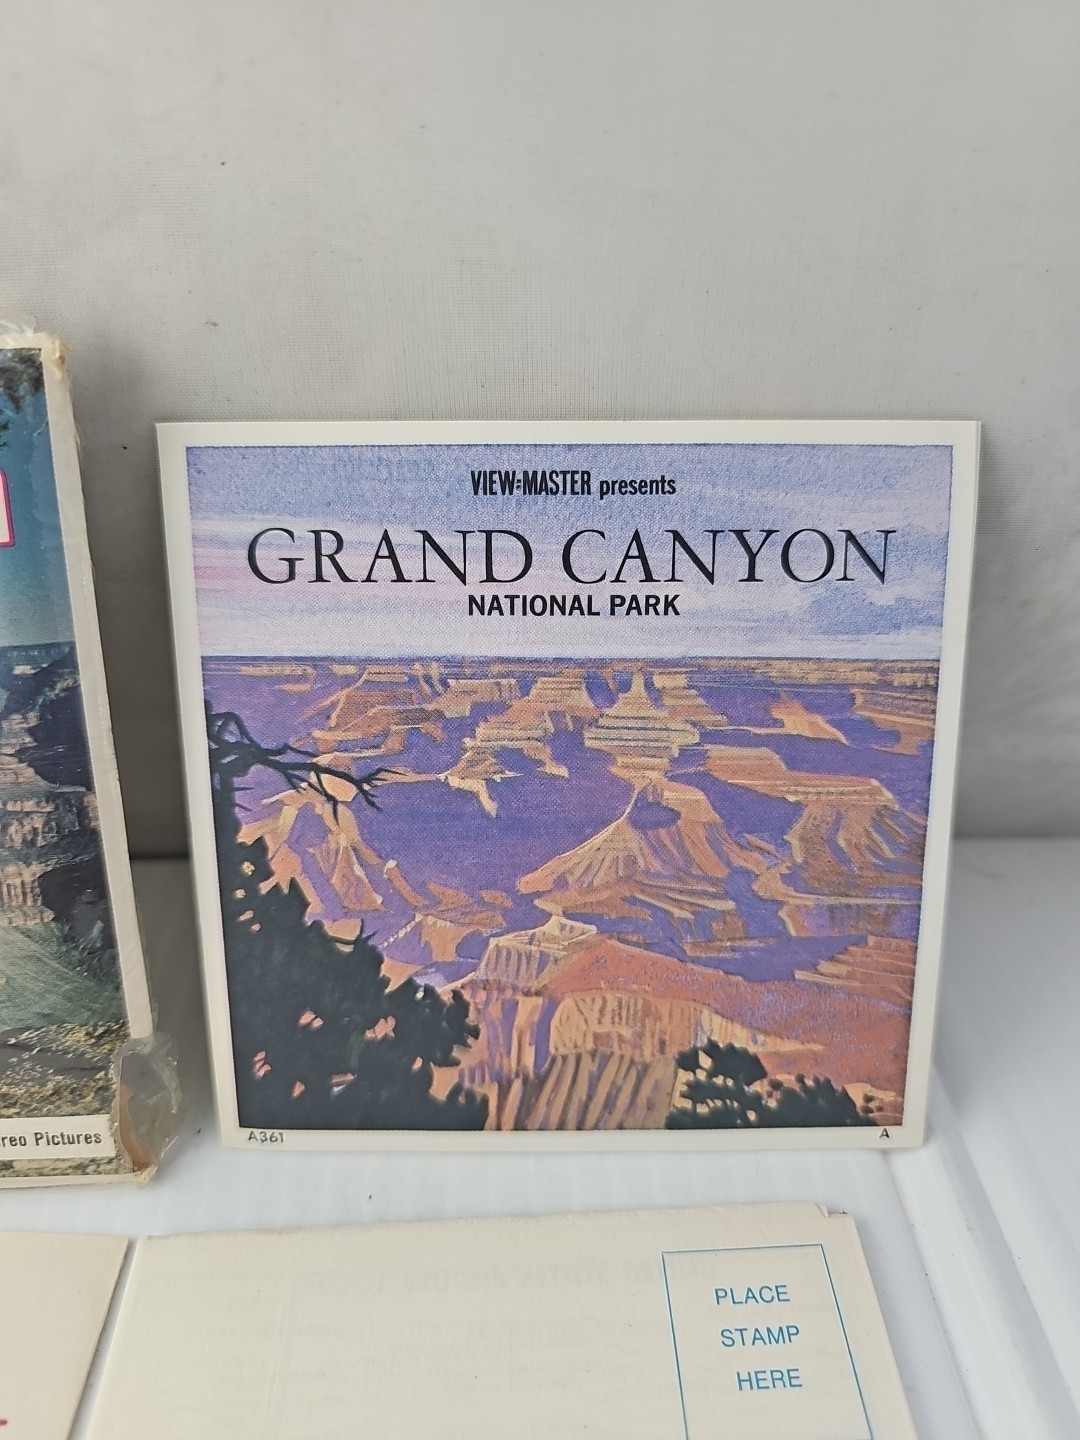 VIEW-MASTER presents
GRAND CANYON
NATIONAL PARK
A361
A
reo Pictures
PLACE
STAMP
HERE